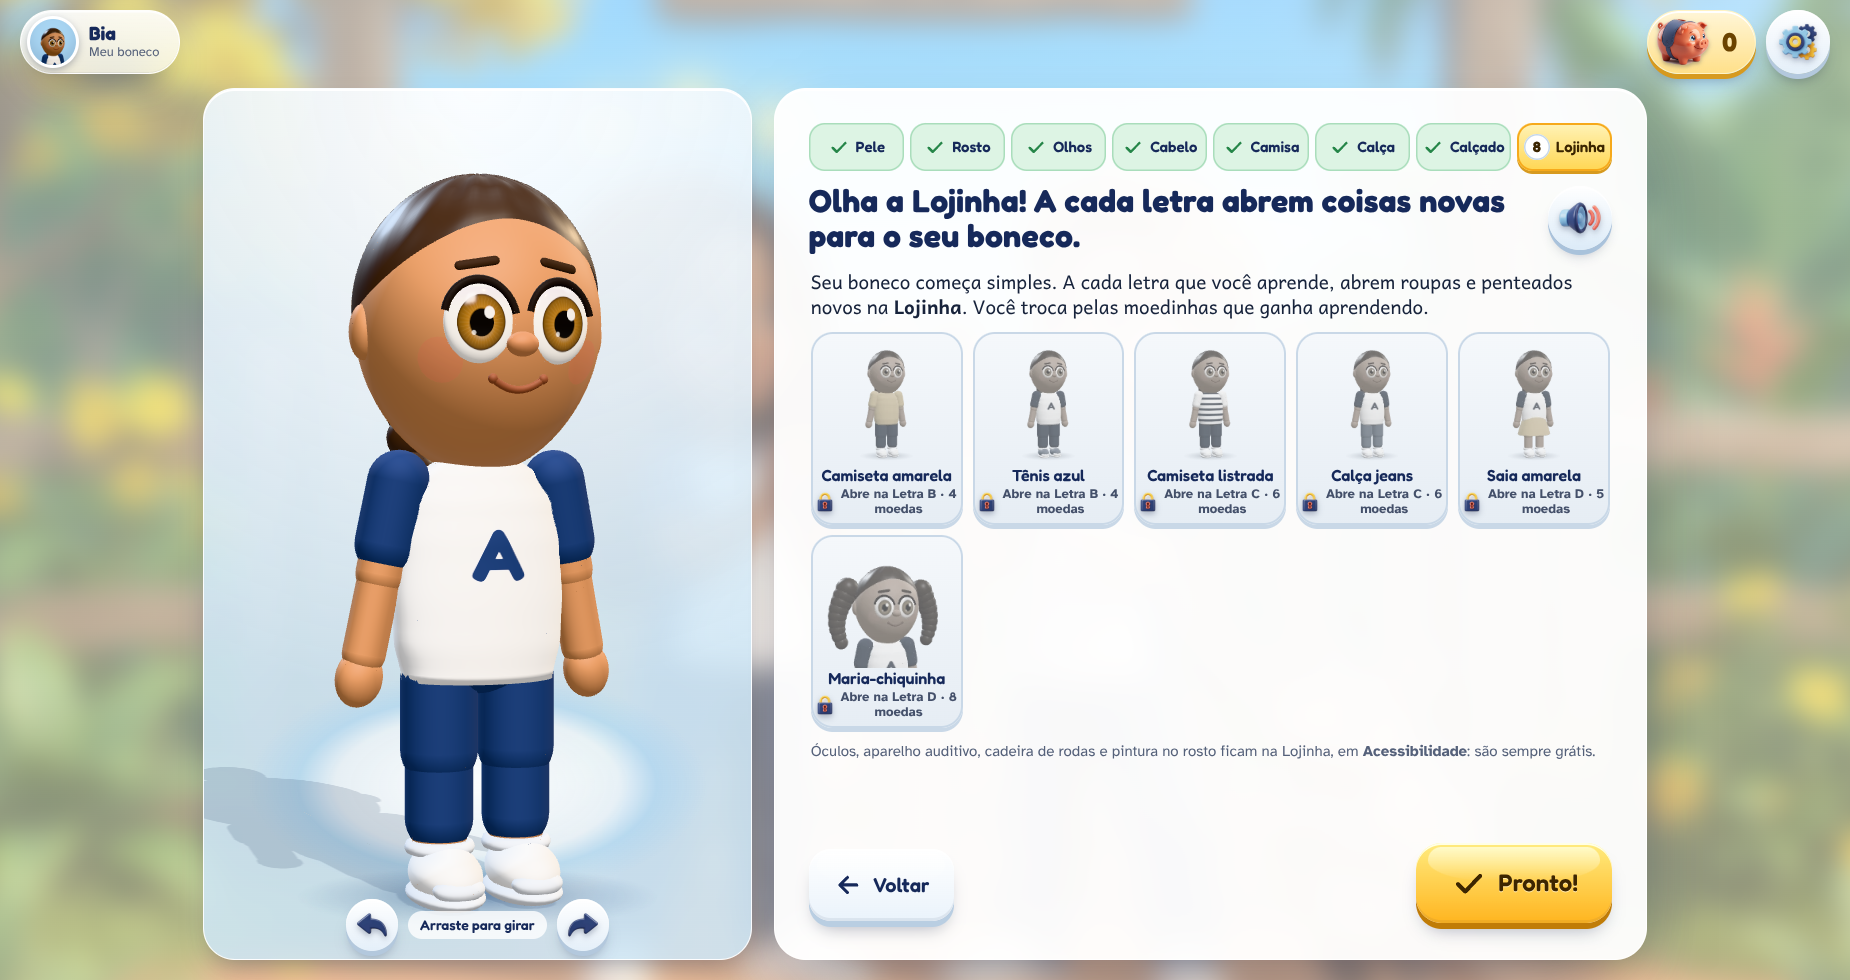 Bia
Meu boneco
0
Pele
Rosto
Olhos
Cabelo
Camisa
Calça
Calçado
8 Lojinha
Olha a Lojinha! A cada letra abrem coisas novas
para o seu boneco.
Seu boneco começa simples. A cada letra que você aprende, abrem roupas e penteados
novos na Lojinha. Você troca pelas moedinhas que ganha aprendendo.
Camiseta amarela
Abre na Letra B · 4
moedas
Tênis azul
Abre na Letra B · 4
moedas
Camiseta listrada
Abre na Letra C · 6
moedas
Calça jeans
Abre na Letra C · 6
moedas
Saia amarela
Abre na Letra D · 5
moedas
Maria-chiquinha
Abre na Letra D · 8
moedas
Óculos, aparelho auditivo, cadeira de rodas e pintura no rosto ficam na Lojinha, em Acessibilidade: são sempre grátis.
A
Arraste para girar
Voltar
Pronto!